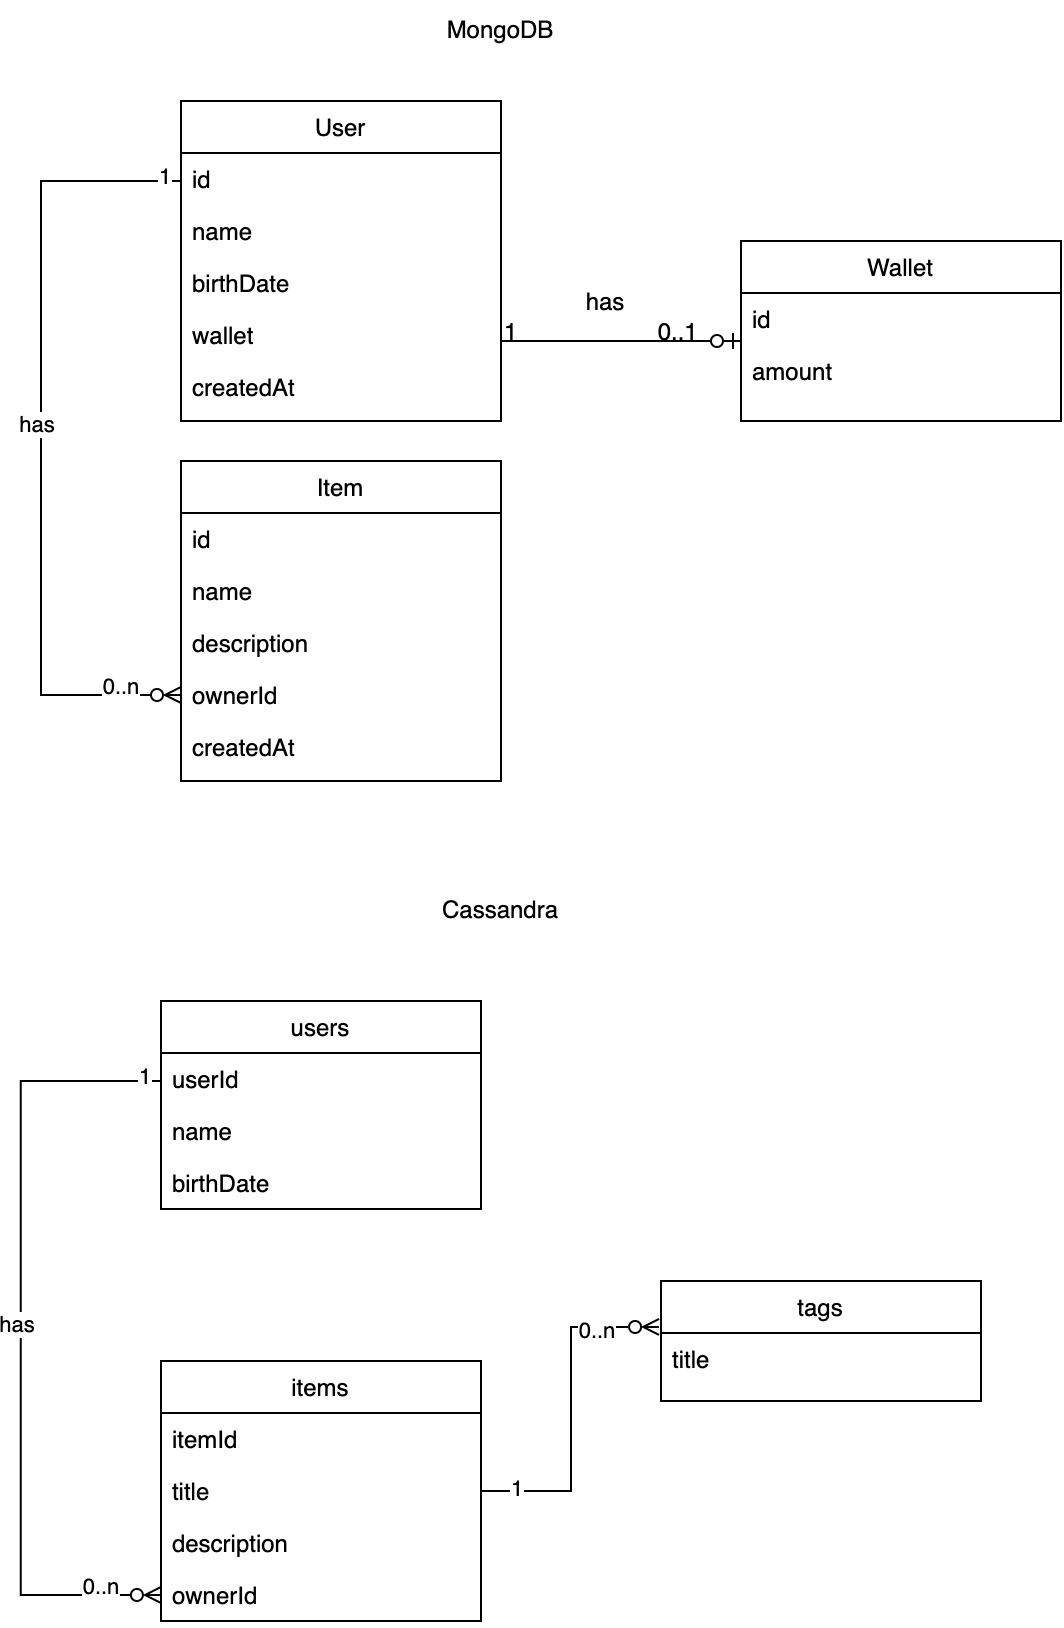 MongoDB
User
1
id
name
birthDate
wallet
createdAt
has
1
0..1
Wallet
id
amount
has
Item
id
name
description
0..n
ownerId
createdAt
Cassandra
users
1
userId
name
birthDate
has
tags
title
0..n
items
itemId
title
1
description
0..n
ownerId